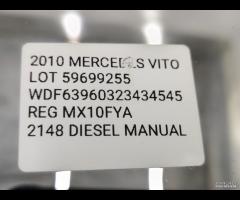 2010 MERCEDES VITO
LOT 59699255
WDF63960323434545
REG MX10FYA
2148 DIESEL MANUAL